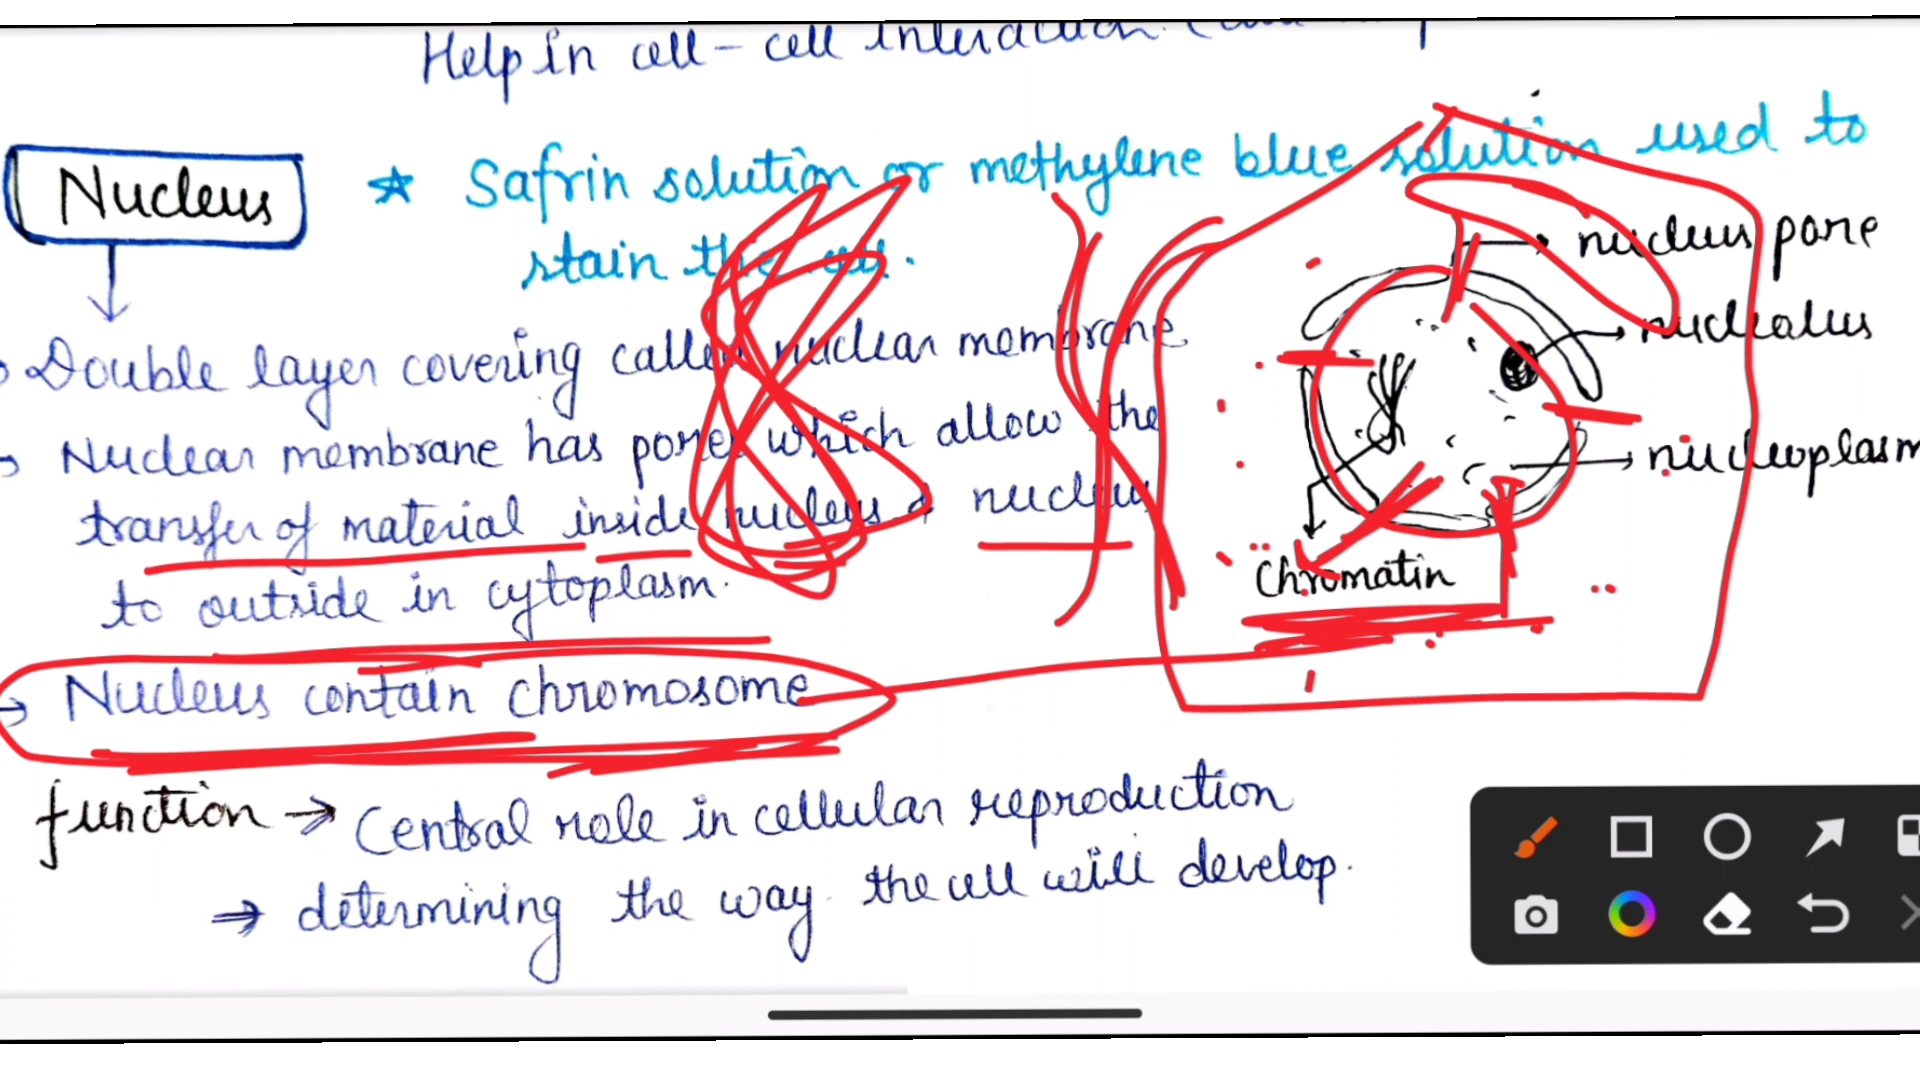 Help in cell - cell interaction
Nucleus
★ Safrin solution or methylene blue solution used to
stain the cell.
Double layer covering called nuclear membrane
→ Nuclear membrane has pores which allow the
transfer of material inside nucleus & nucleus
to outside in cytoplasm.
→ Nucleus contain chromosome
function → Central role in cellular reproduction
→ determining the way the cell will develop.
nucleus pore
nuclealus
nucleoplasm
Chromatin